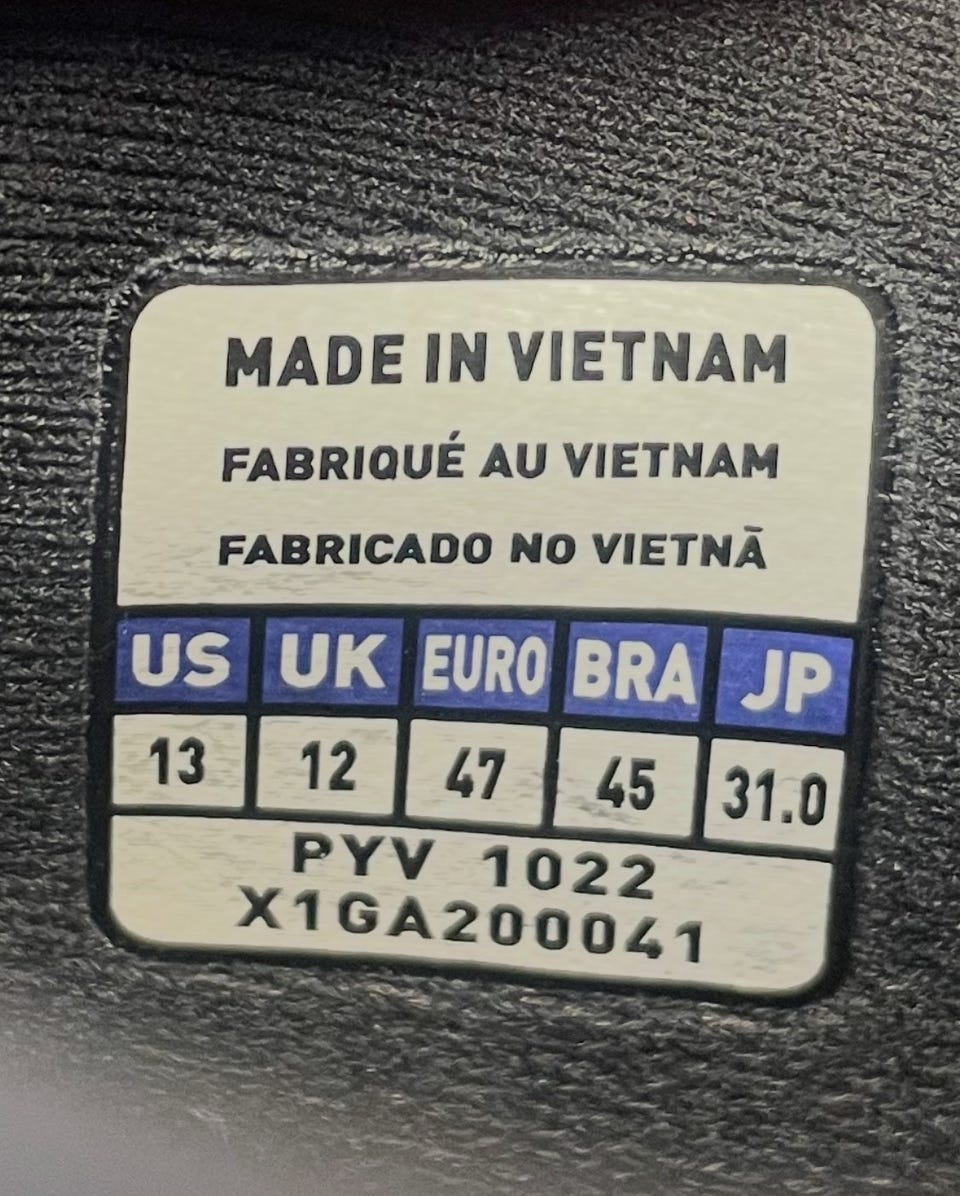 MADE IN VIETNAM
FABRIQUÉ AU VIETNAM
FABRICADO NO VIETNÃ
US UK EURO BRA JP
13 12 47 45 31.0
PYV 1022
X1GA200041